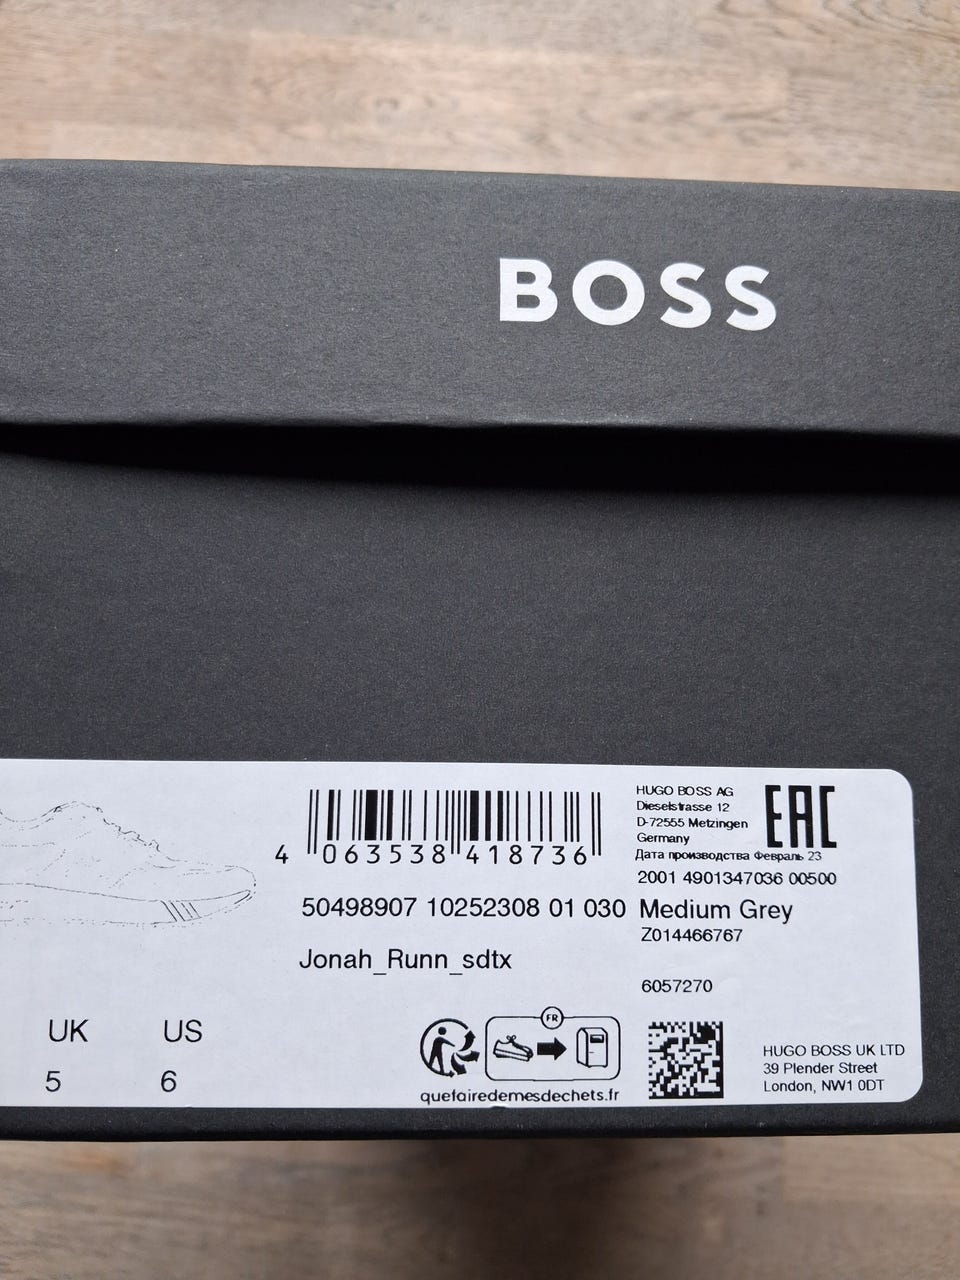 BOSS
4 063538 418736
HUGO BOSS AG
Dieselstrasse 12
D-72555 Metzingen
Germany
EAC
Дата производства Февраль 23
2001 4901347036 00500
50498907 10252308 01 030 Medium Grey
Z014466767
Jonah_Runn_sdtx
6057270
UK US
5 6
FR
quefairedemesdechets.fr
HUGO BOSS UK LTD
39 Plender Street
London, NW1 0DT